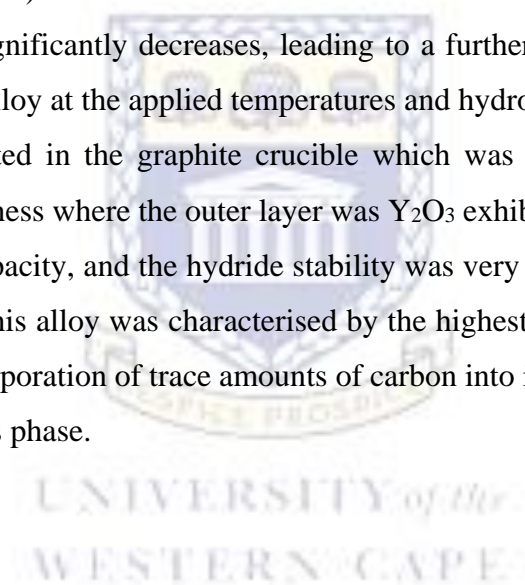 gnificantly decreases, leading to a further
lloy at the applied temperatures and hydro
ted in the graphite crucible which was
ness where the outer layer was Y₂O₃ exhib
pacity, and the hydride stability was very
his alloy was characterised by the highest
poration of trace amounts of carbon into
phase.
RESPICE PROSPICE
UNIVERSITY of the
WESTERN CAPE